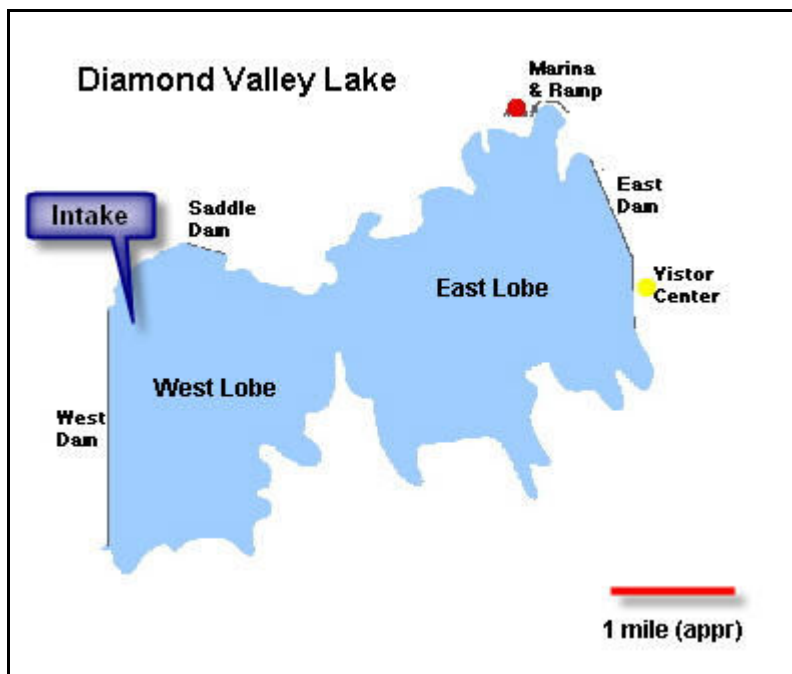 Diamond Valley Lake
Marina
& Ramp
East
Dam
Saddle
Dam
Intake
Yistor
Center
East Lobe
West Lobe
West
Dam
1 mile (appr)